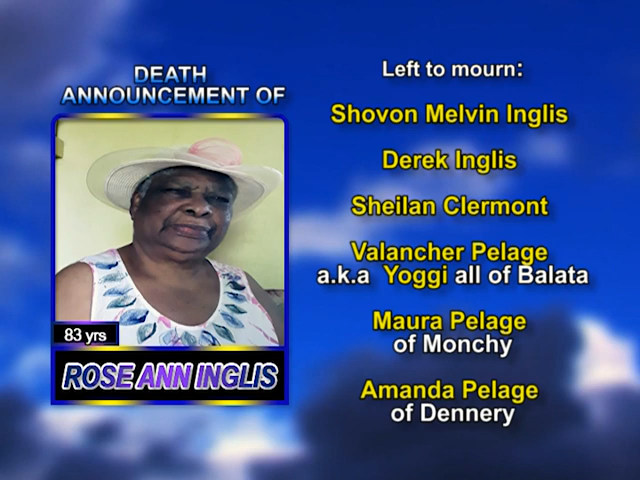 DEATH
ANNOUNCEMENT OF
83 yrs
ROSE ANN INGLIS
Left to mourn:
Shovon Melvin Inglis
Derek Inglis
Sheilan Clermont
Valancher Pelage
a.k.a Yoggi all of Balata
Maura Pelage
of Monchy
Amanda Pelage
of Dennery